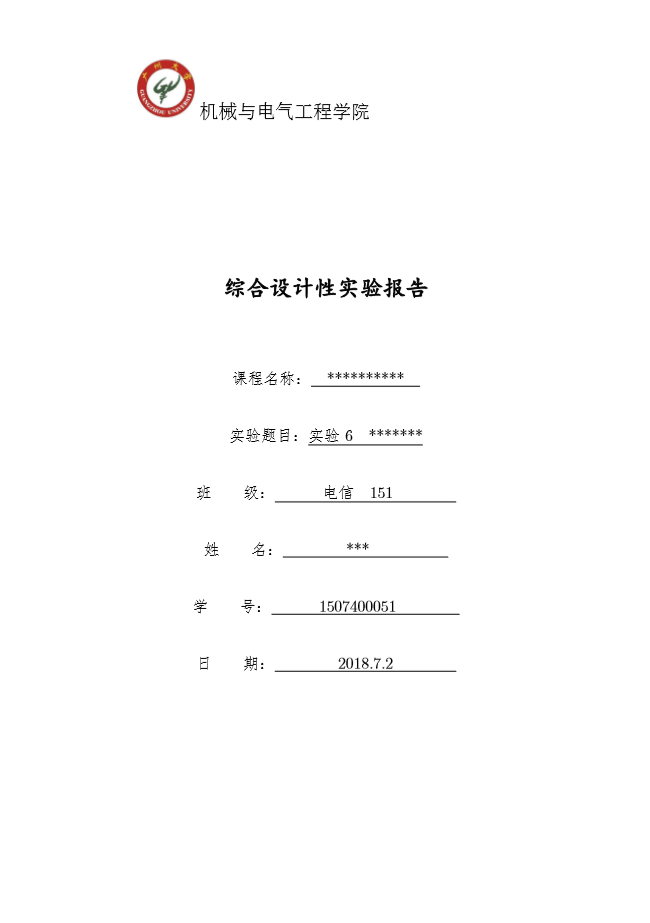 广州大学
GUANGZHOU UNIVERSITY
机械与电气工程学院
综合设计性实验报告
课程名称： **********
实验题目：实验 6 *******
班 级： 电信 151
姓 名： ***
学 号： 1507400051
日 期： 2018.7.2